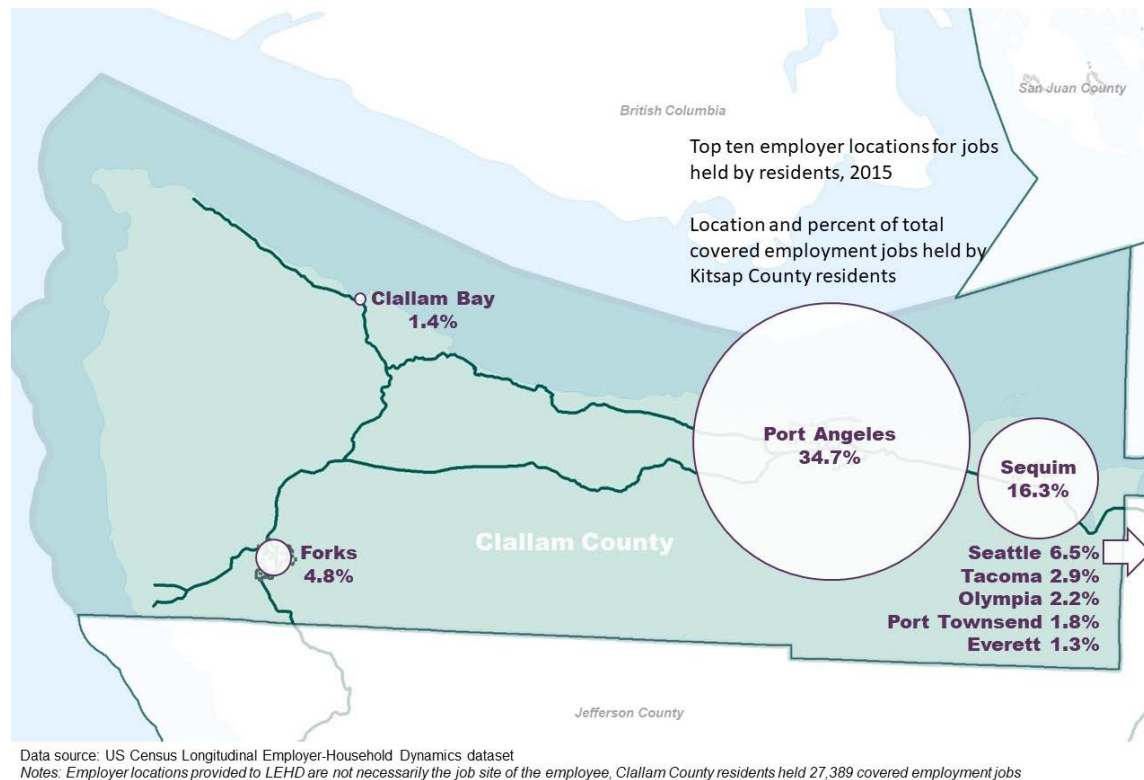 British Columbia
San Juan County
Top ten employer locations for jobs
held by residents, 2015
Location and percent of total
covered employment jobs held by
Kitsap County residents
Clallam Bay
1.4%
Port Angeles
34.7%
Sequim
16.3%
Clallam County
Forks
4.8%
Seattle 6.5%
Tacoma 2.9%
Olympia 2.2%
Port Townsend 1.8%
Everett 1.3%
Jefferson County
Data source: US Census Longitudinal Employer-Household Dynamics dataset
Notes: Employer locations provided to LEHD are not necessarily the job site of the employee, Clallam County residents held 27,389 covered employment jobs